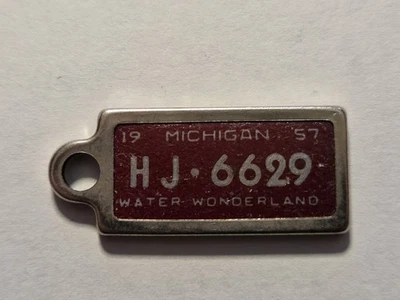 19 MICHIGAN 57
HJ·6629
WATER WONDERLAND